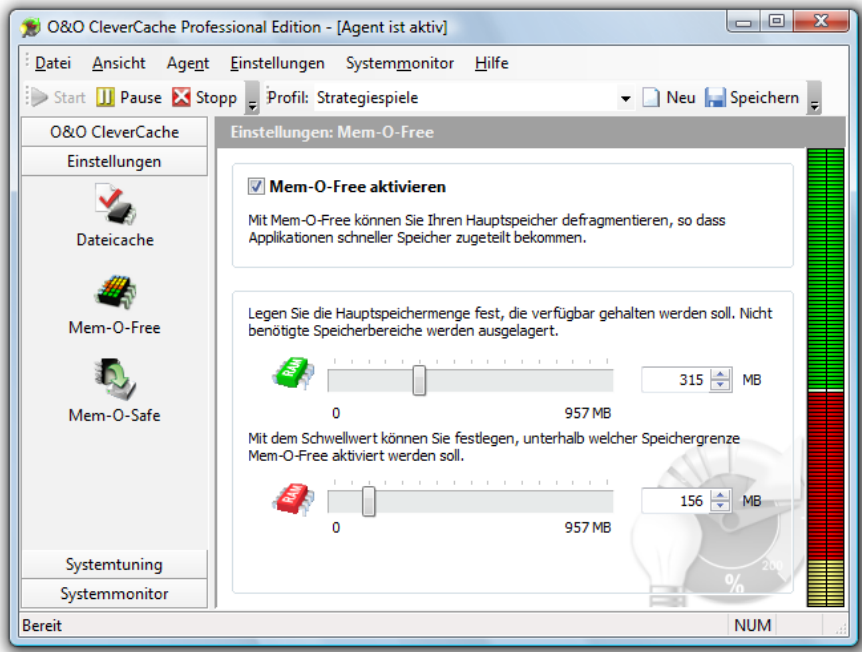 O&O CleverCache Professional Edition - [Agent ist aktiv]
Datei Ansicht Agent Einstellungen Systemmonitor Hilfe
Start Pause Stopp Profil: Strategiespiele Neu Speichern
O&O CleverCache
Einstellungen
Dateicache
Mem-O-Free
Mem-O-Safe
Systemtuning
Systemmonitor
Einstellungen: Mem-O-Free
Mem-O-Free aktivieren
Mit Mem-O-Free können Sie Ihren Hauptspeicher defragmentieren, so dass
Applikationen schneller Speicher zugeteilt bekommen.
Legen Sie die Hauptspeichermenge fest, die verfügbar gehalten werden soll. Nicht
benötigte Speicherbereiche werden ausgelagert.
RAM
315 MB
0 957 MB
Mit dem Schwellwert können Sie festlegen, unterhalb welcher Speichergrenze
Mem-O-Free aktiviert werden soll.
RAM
156 MB
0 957 MB
200
%
Bereit NUM